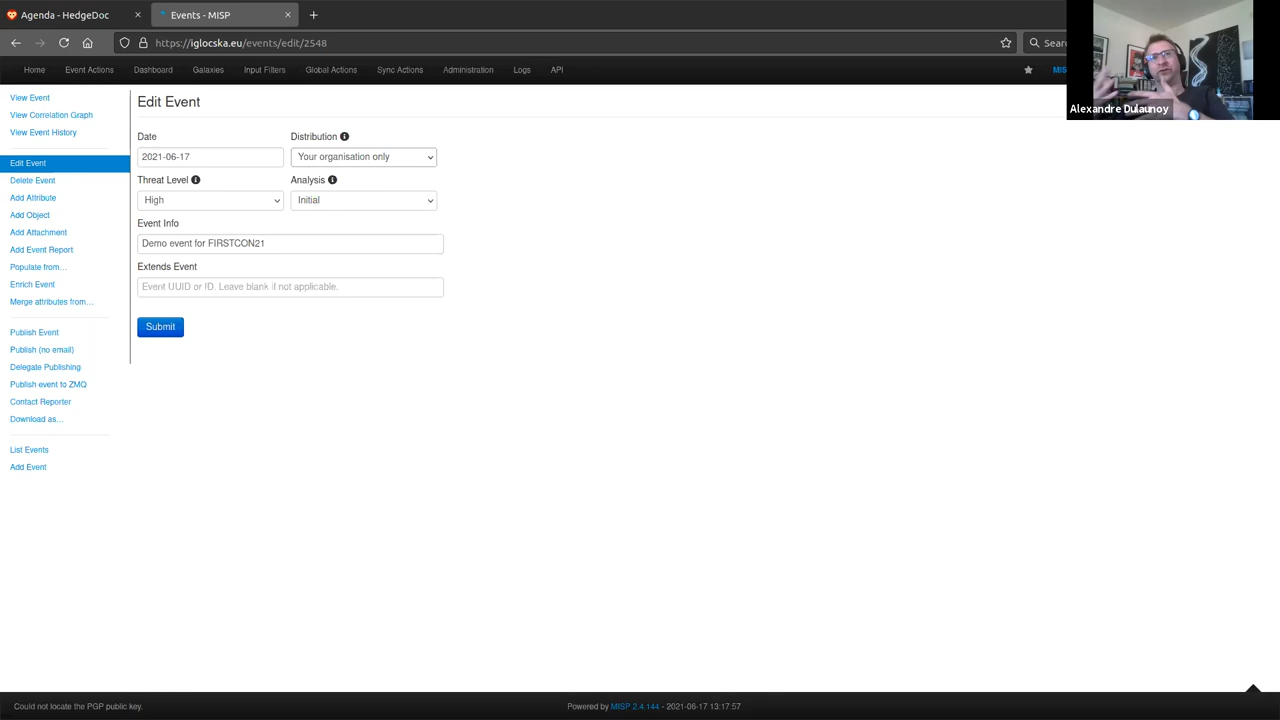 Agenda - HedgeDoc
Events - MISP
https://iglocska.eu/events/edit/2548
Sear
Home Event Actions Dashboard Galaxies Input Filters Global Actions Sync Actions Administration Logs API
MIS
Alexandre Dulaunoy
View Event
View Correlation Graph
View Event History
Edit Event
Delete Event
Add Attribute
Add Object
Add Attachment
Add Event Report
Populate from...
Enrich Event
Merge attributes from...
Publish Event
Publish (no email)
Delegate Publishing
Publish event to ZMQ
Contact Reporter
Download as...
List Events
Add Event
Edit Event
Date Distribution
2021-06-17 Your organisation only
Threat Level Analysis
High Initial
Event Info
Demo event for FIRSTCON21
Extends Event
Event UUID or ID. Leave blank if not applicable.
Submit
Could not locate the PGP public key.
Powered by MISP 2.4.144 - 2021-06-17 13:17:57